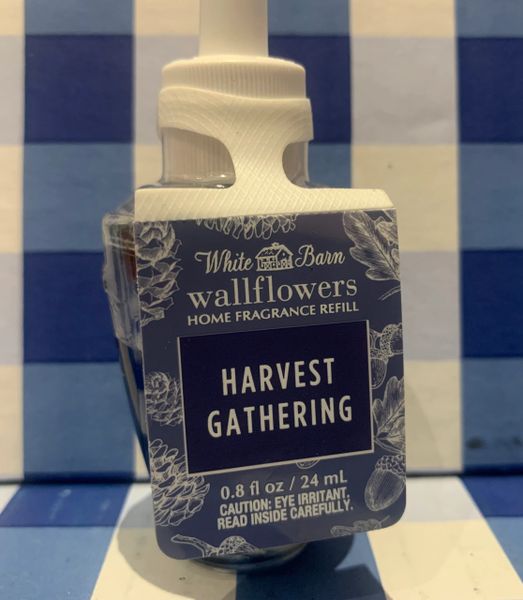 White Barn
wallflowers
HOME FRAGRANCE REFILL
HARVEST
GATHERING
0.8 fl oz / 24 mL
CAUTION: EYE IRRITANT,
READ INSIDE CAREFULLY.